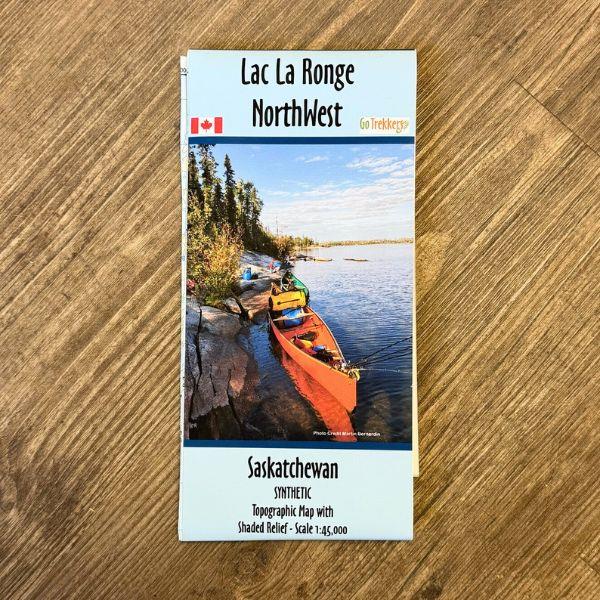 Lac La Ronge
NorthWest
Go Trekkers
Photo Credit Martin Bernardin
Saskatchewan
SYNTHETIC
Topographic Map with
Shaded Relief - Scale 1:45,000